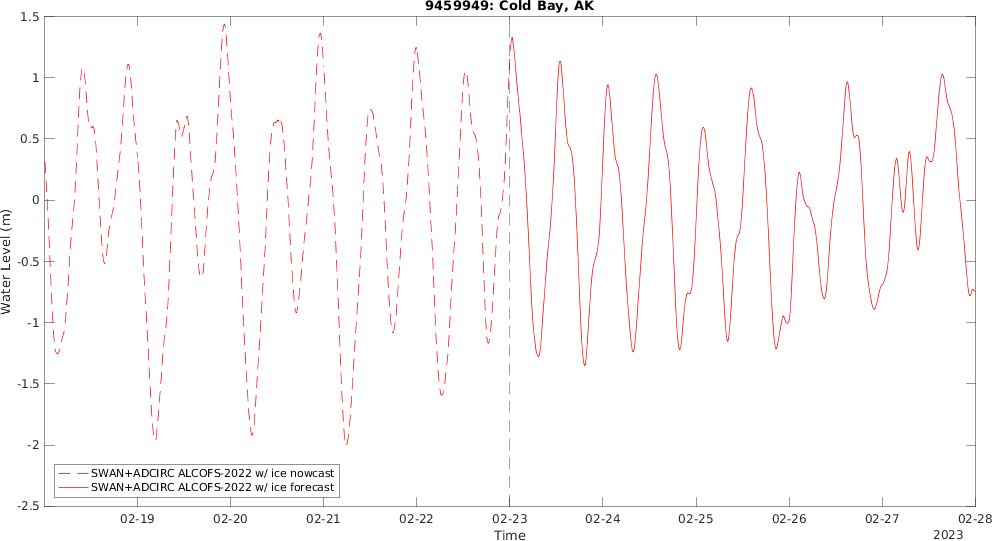 9459949: Cold Bay, AK
1.5
1
0.5
0
-0.5
-1
-1.5
-2
-2.5
Water Level (m)
SWAN+ADCIRC ALCOFS-2022 w/ ice nowcast
SWAN+ADCIRC ALCOFS-2022 w/ ice forecast
02-19 02-20 02-21 02-22 02-23 02-24 02-25 02-26 02-27 02-28
Time
2023